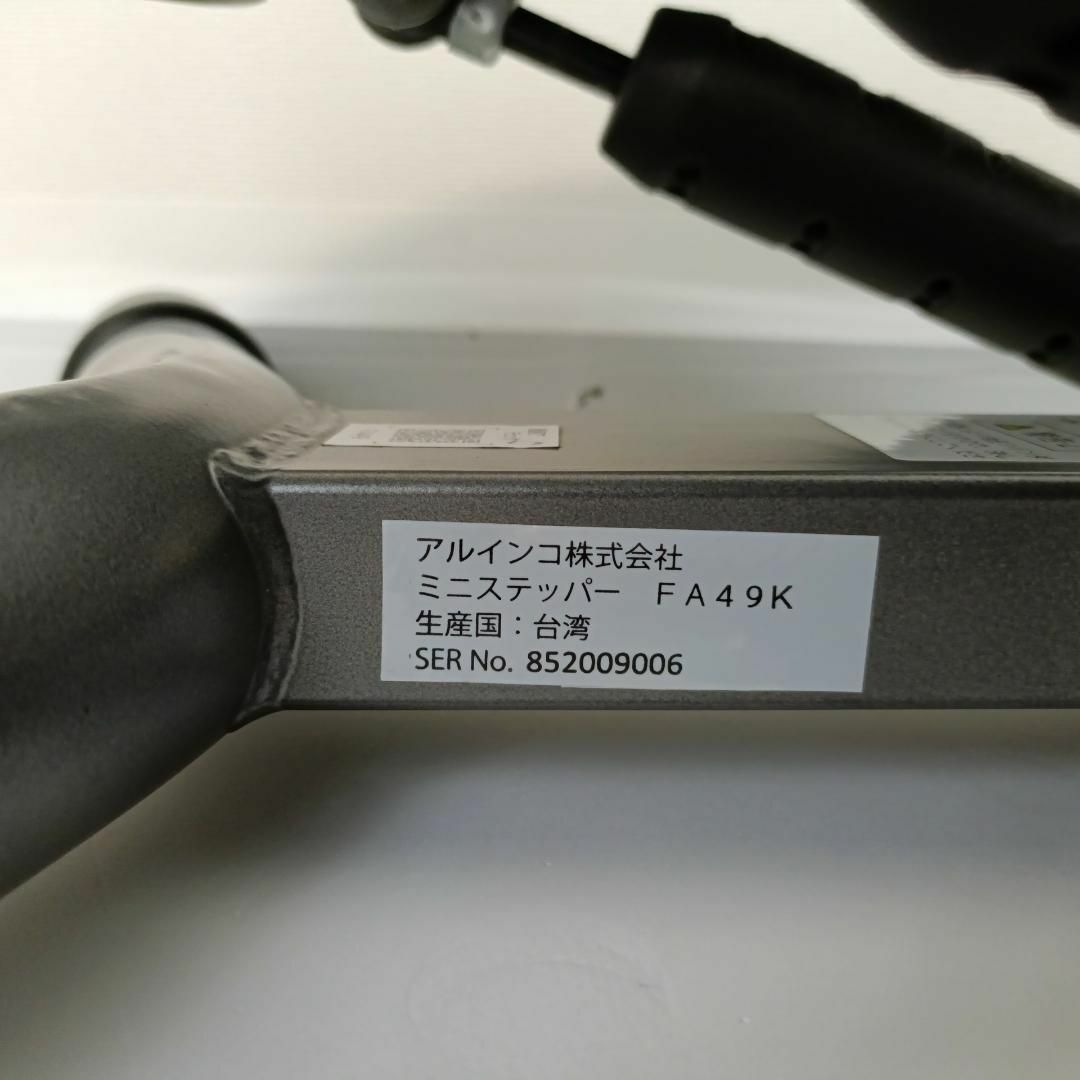 アルインコ株式会社
ミニステッパー　ＦＡ４９Ｋ
生産国：台湾
SER No. 852009006